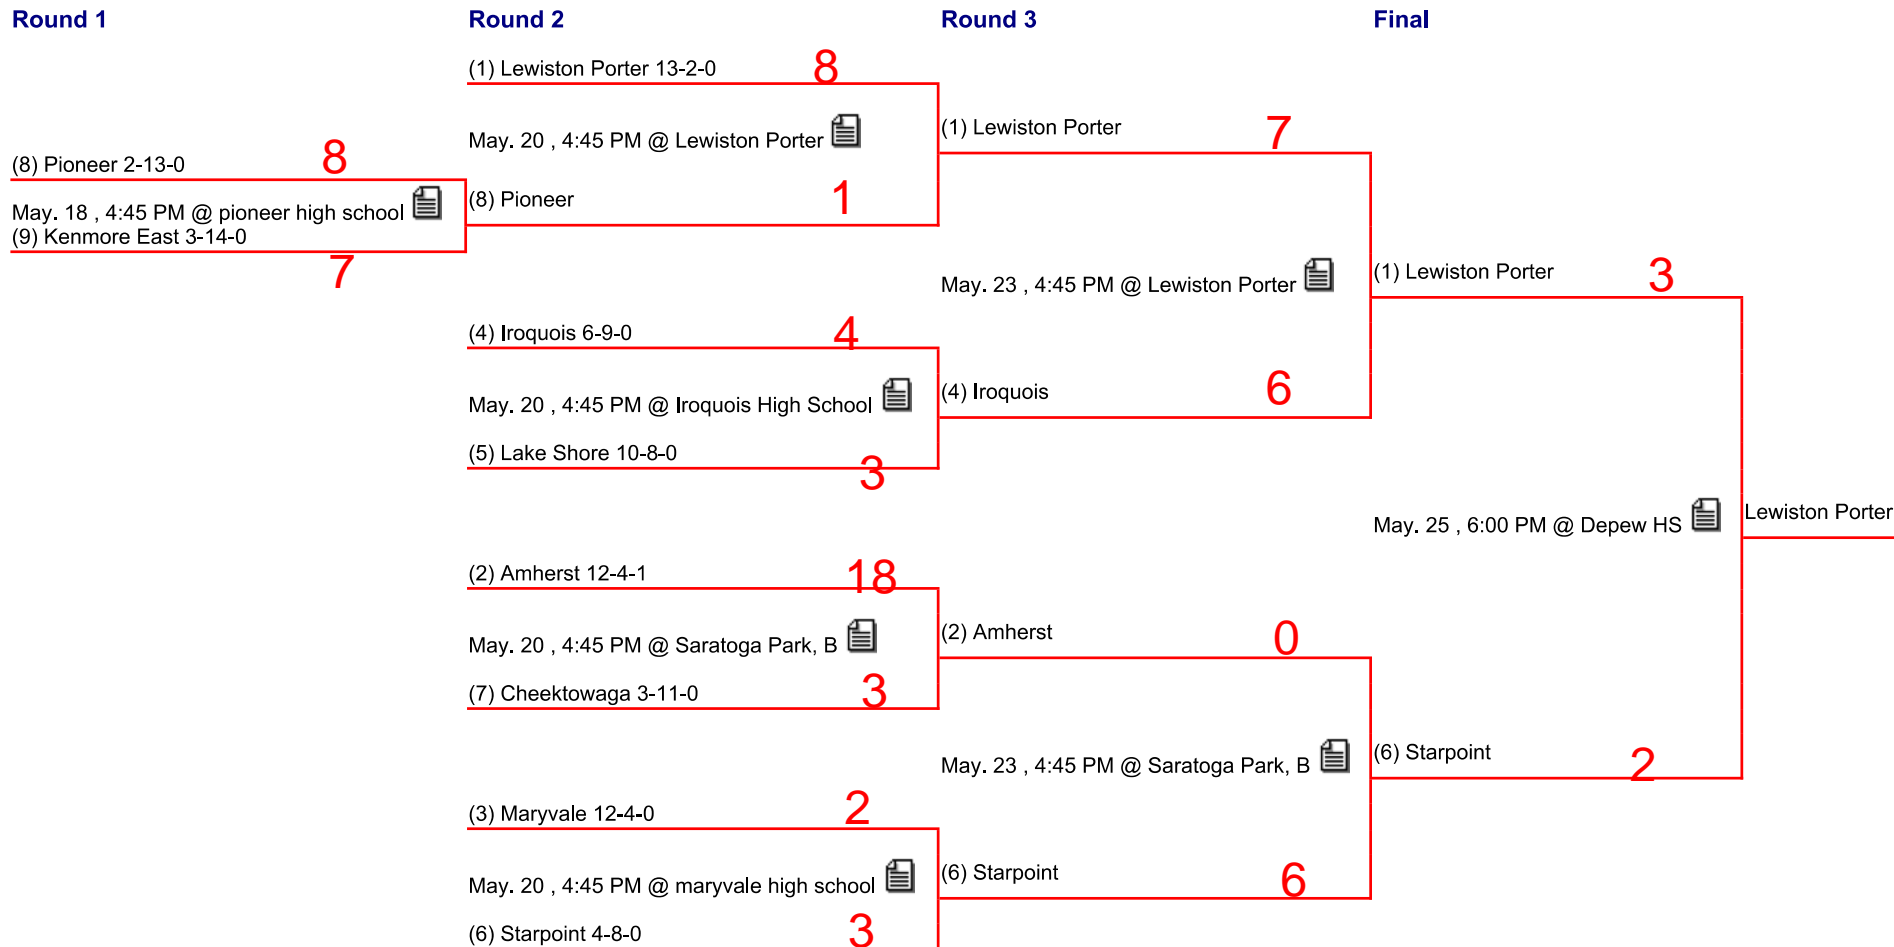 Round 1
Round 2
Round 3
Final
(1) Lewiston Porter 13-2-0
8
May. 20 , 4:45 PM @ Lewiston Porter
(1) Lewiston Porter
7
(8) Pioneer 2-13-0
8
May. 18 , 4:45 PM @ pioneer high school
(8) Pioneer
1
(9) Kenmore East 3-14-0
7
May. 23 , 4:45 PM @ Lewiston Porter
(1) Lewiston Porter
3
(4) Iroquois 6-9-0
4
May. 20 , 4:45 PM @ Iroquois High School
(4) Iroquois
6
(5) Lake Shore 10-8-0
3
May. 25 , 6:00 PM @ Depew HS
Lewiston Porter
(2) Amherst 12-4-1
18
May. 20 , 4:45 PM @ Saratoga Park, B
(2) Amherst
0
(7) Cheektowaga 3-11-0
3
May. 23 , 4:45 PM @ Saratoga Park, B
(6) Starpoint
2
(3) Maryvale 12-4-0
2
May. 20 , 4:45 PM @ maryvale high school
(6) Starpoint
6
(6) Starpoint 4-8-0
3